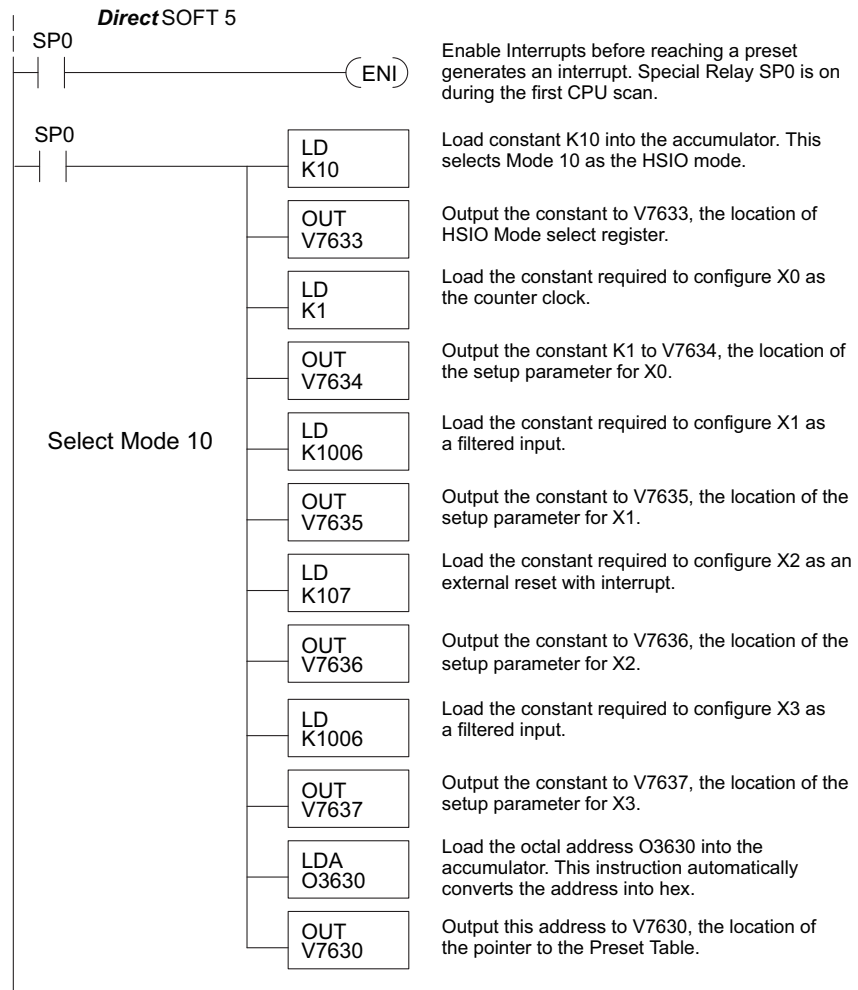 DirectSOFT 5
SP0
ENI
Enable Interrupts before reaching a preset
generates an interrupt. Special Relay SP0 is on
during the first CPU scan.
SP0
LD
K10
Load constant K10 into the accumulator. This
selects Mode 10 as the HSIO mode.
OUT
V7633
Output the constant to V7633, the location of
HSIO Mode select register.
LD
K1
Load the constant required to configure X0 as
the counter clock.
OUT
V7634
Output the constant K1 to V7634, the location of
the setup parameter for X0.
Select Mode 10
LD
K1006
Load the constant required to configure X1 as
a filtered input.
OUT
V7635
Output the constant to V7635, the location of the
setup parameter for X1.
LD
K107
Load the constant required to configure X2 as an
external reset with interrupt.
OUT
V7636
Output the constant to V7636, the location of the
setup parameter for X2.
LD
K1006
Load the constant required to configure X3 as
a filtered input.
OUT
V7637
Output the constant to V7637, the location of the
setup parameter for X3.
LDA
O3630
Load the octal address O3630 into the
accumulator. This instruction automatically
converts the address into hex.
OUT
V7630
Output this address to V7630, the location of
the pointer to the Preset Table.